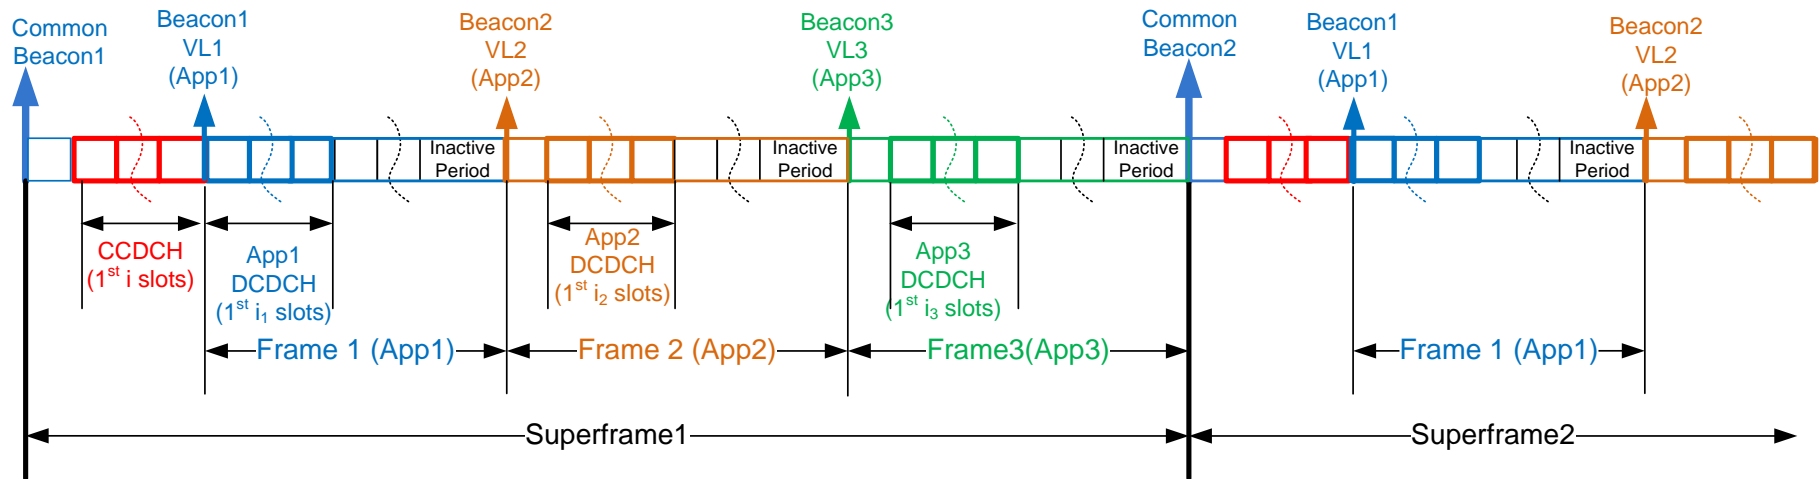 Common
Beacon1
Beacon1
VL1
(App1)
Beacon2
VL2
(App2)
Beacon3
VL3
(App3)
Common
Beacon2
Beacon1
VL1
(App1)
Beacon2
VL2
(App2)
Inactive
Period
Inactive
Period
Inactive
Period
Inactive
Period
CCDCH
(1st i slots)
App1
DCDCH
(1st i1 slots)
App2
DCDCH
(1st i2 slots)
App3
DCDCH
(1st i3 slots)
Frame 1 (App1)
Frame 2 (App2)
Frame3(App3)
Frame 1 (App1)
Superframe1
Superframe2